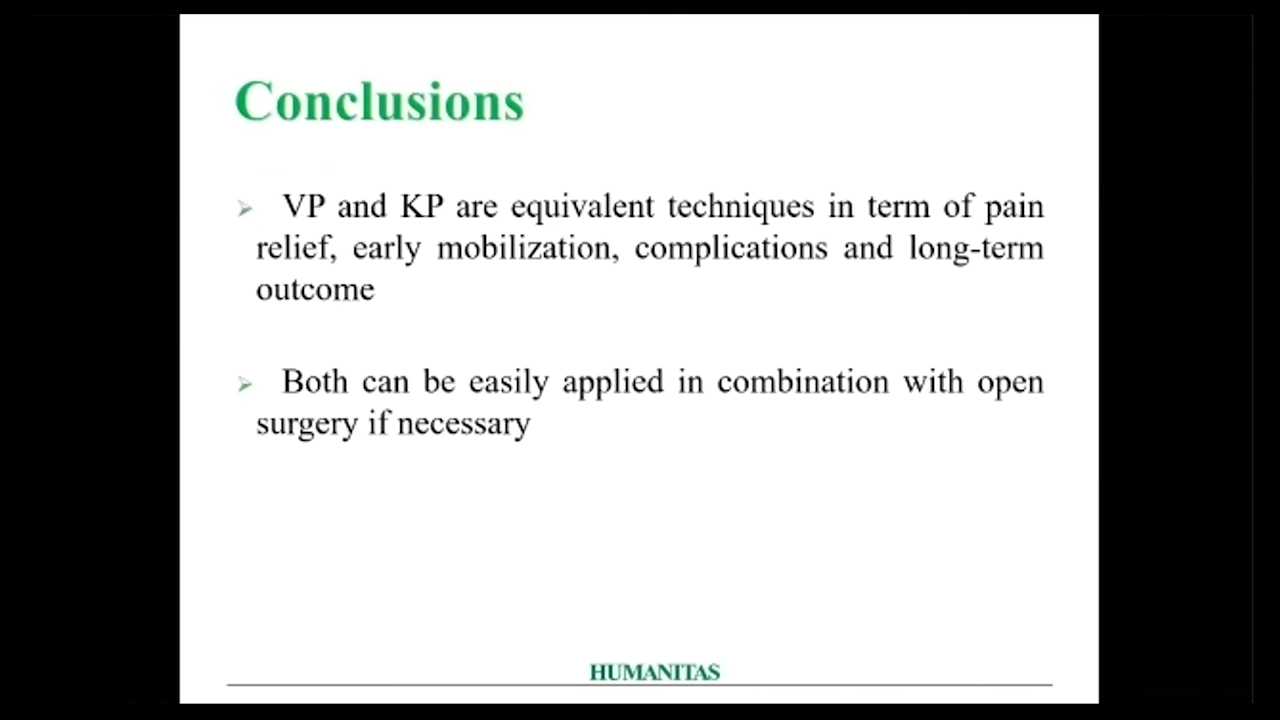 Conclusions
VP and KP are equivalent techniques in term of pain
relief, early mobilization, complications and long-term
outcome
Both can be easily applied in combination with open
surgery if necessary
HUMANITAS